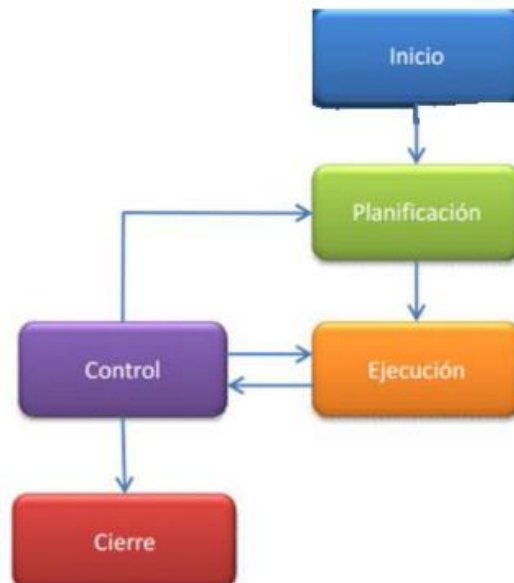 Inicio
Planificación
Control
Ejecución
Cierre